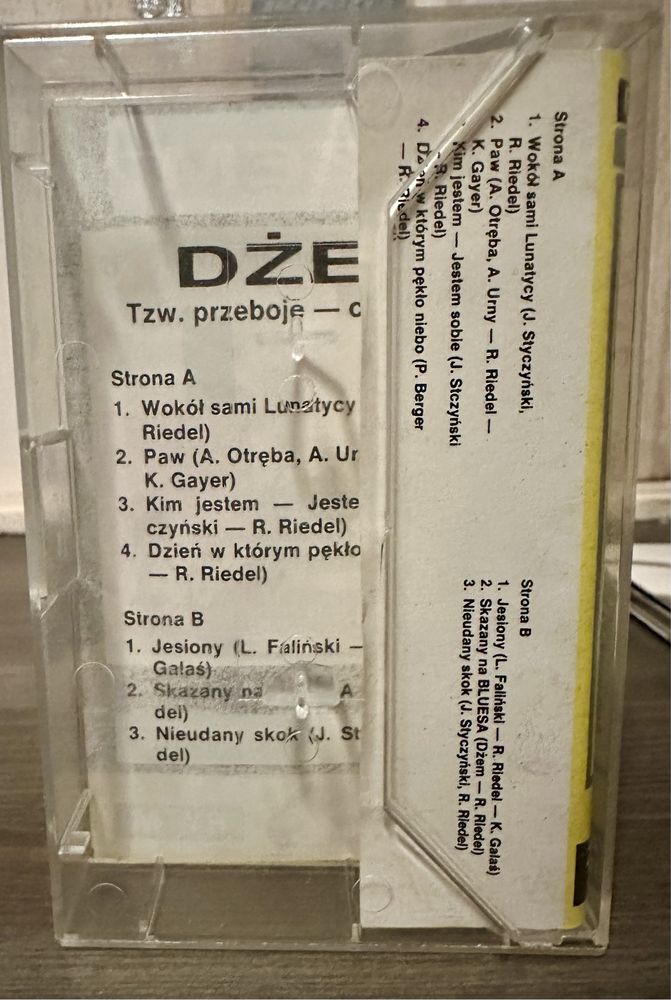 DŻE
Tzw. przeboje — c
Strona A
1. Wokół sami Lunatycy
Riedel)
2. Paw (A. Otręba, A. Ur
K. Gayer)
3. Kim jestem — Jeste
czyński — R. Riedel)
4. Dzień w którym pękło
— R. Riedel)
Strona B
1. Jesiony (L. Faliński —
Gałaś)
2. Skazany na A
del)
3. Nieudany skok (J. St
del)
Strona A
1. Wokół sami Lunatycy (J. Styczyński,
R. Riedel)
2. Paw (A. Otręba, A. Urny — R. Riedel —
K. Gayer)
Kim jestem — Jestem sobie (J. Stczyński
R. Riedel)
4. Dzień w którym pękło niebo (P. Berger
— R. Riedel)
Strona B
1. Jesiony (L. Faliński — R. Riedel — K. Gałaś)
2. Skazany na BLUESA (Dżem — R. Riedel)
3. Nieudany skok (J. Styczyński, R. Riedel)